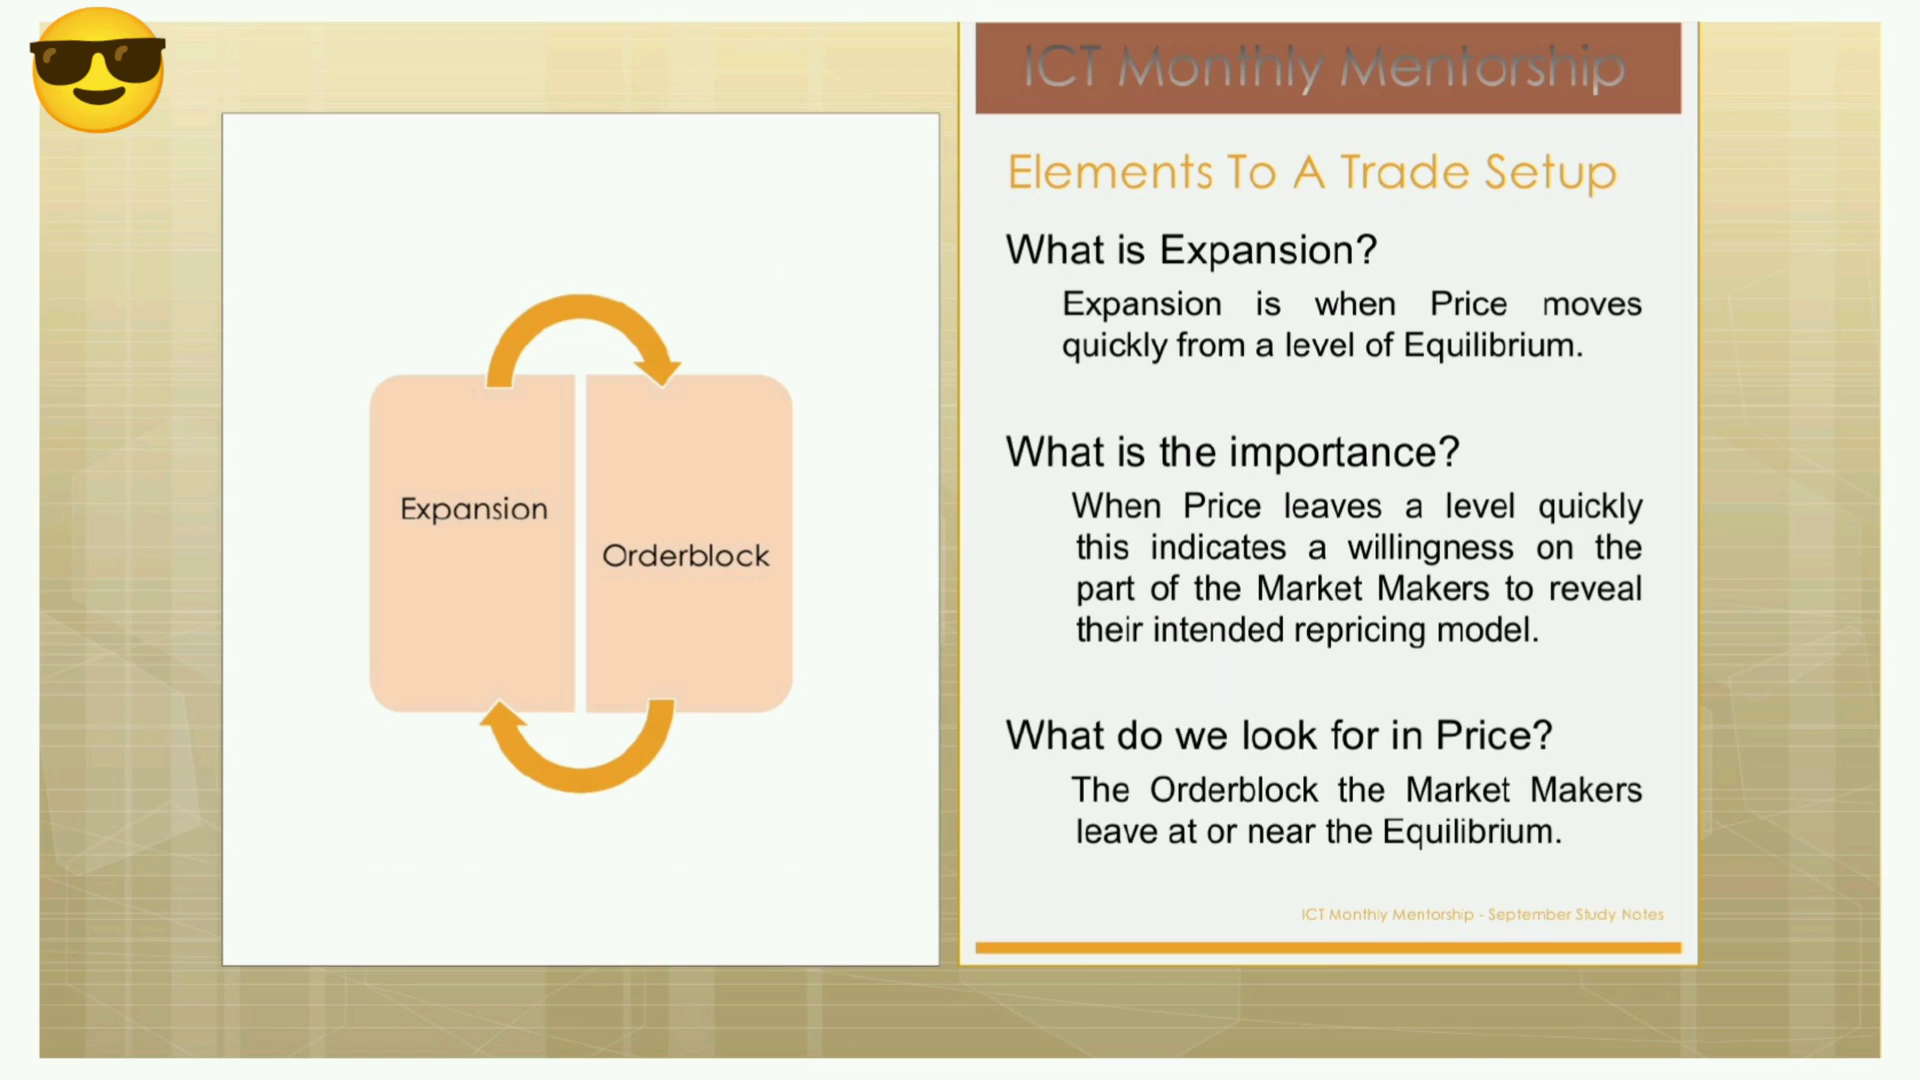 ICT Monthly Mentorship
Elements To A Trade Setup
What is Expansion?
Expansion is when Price moves
quickly from a level of Equilibrium.
What is the importance?
When Price leaves a level quickly
this indicates a willingness on the
part of the Market Makers to reveal
their intended repricing model.
What do we look for in Price?
The Orderblock the Market Makers
leave at or near the Equilibrium.
ICT Monthly Mentorship - September Study Notes
Expansion
Orderblock